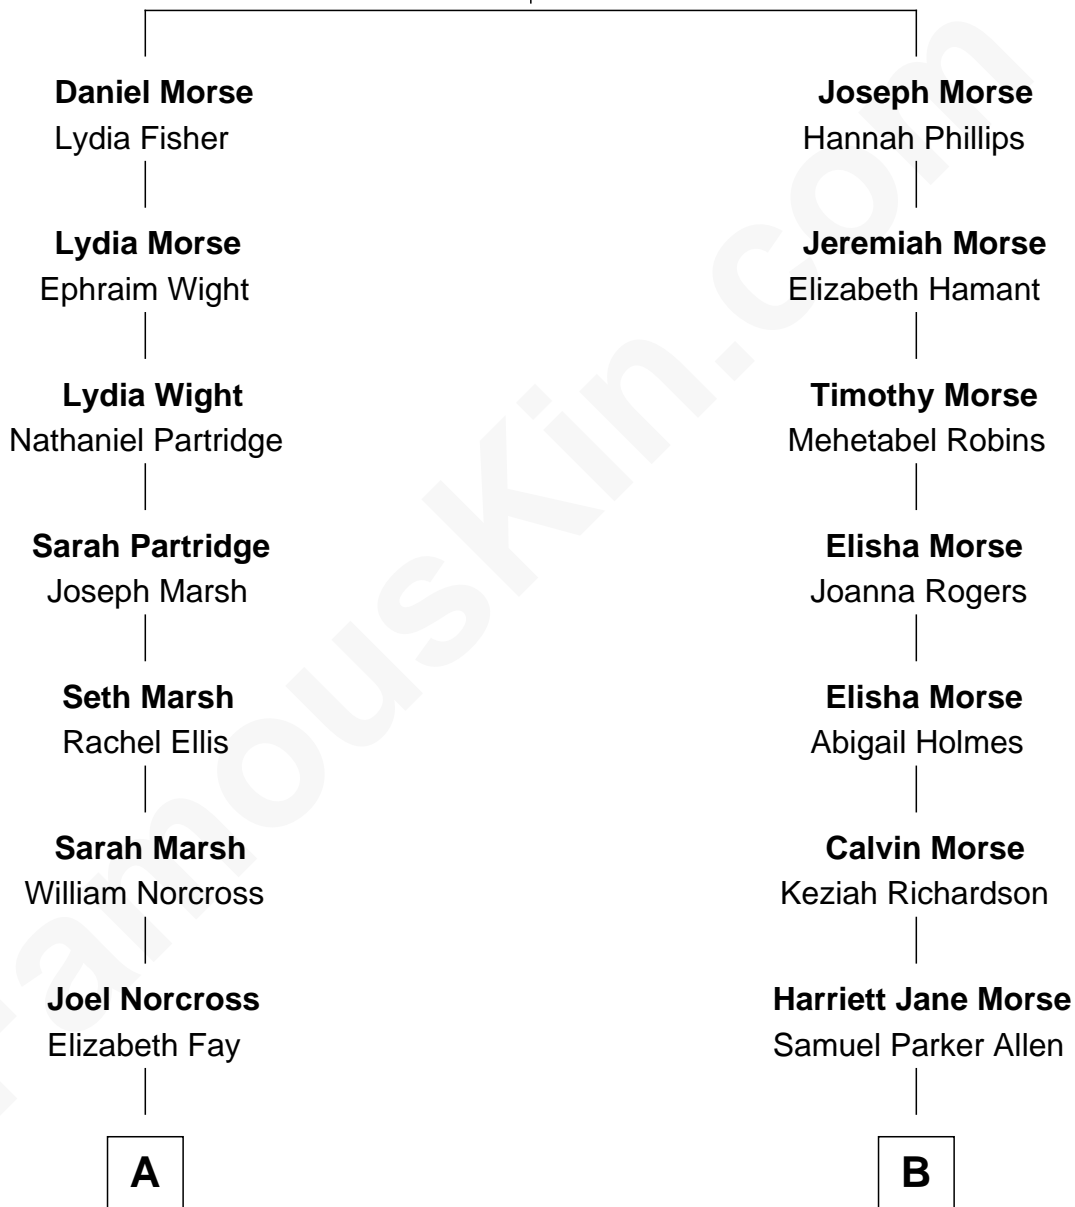 Daniel Morse
Lydia Fisher
Lydia Morse
Ephraim Wight
Lydia Wight
Nathaniel Partridge
Sarah Partridge
Joseph Marsh
Seth Marsh
Rachel Ellis
Sarah Marsh
William Norcross
Joel Norcross
Elizabeth Fay
A
Joseph Morse
Hannah Phillips
Jeremiah Morse
Elizabeth Hamant
Timothy Morse
Mehetabel Robins
Elisha Morse
Joanna Rogers
Elisha Morse
Abigail Holmes
Calvin Morse
Keziah Richardson
Harriett Jane Morse
Samuel Parker Allen
B
FamousKin.com